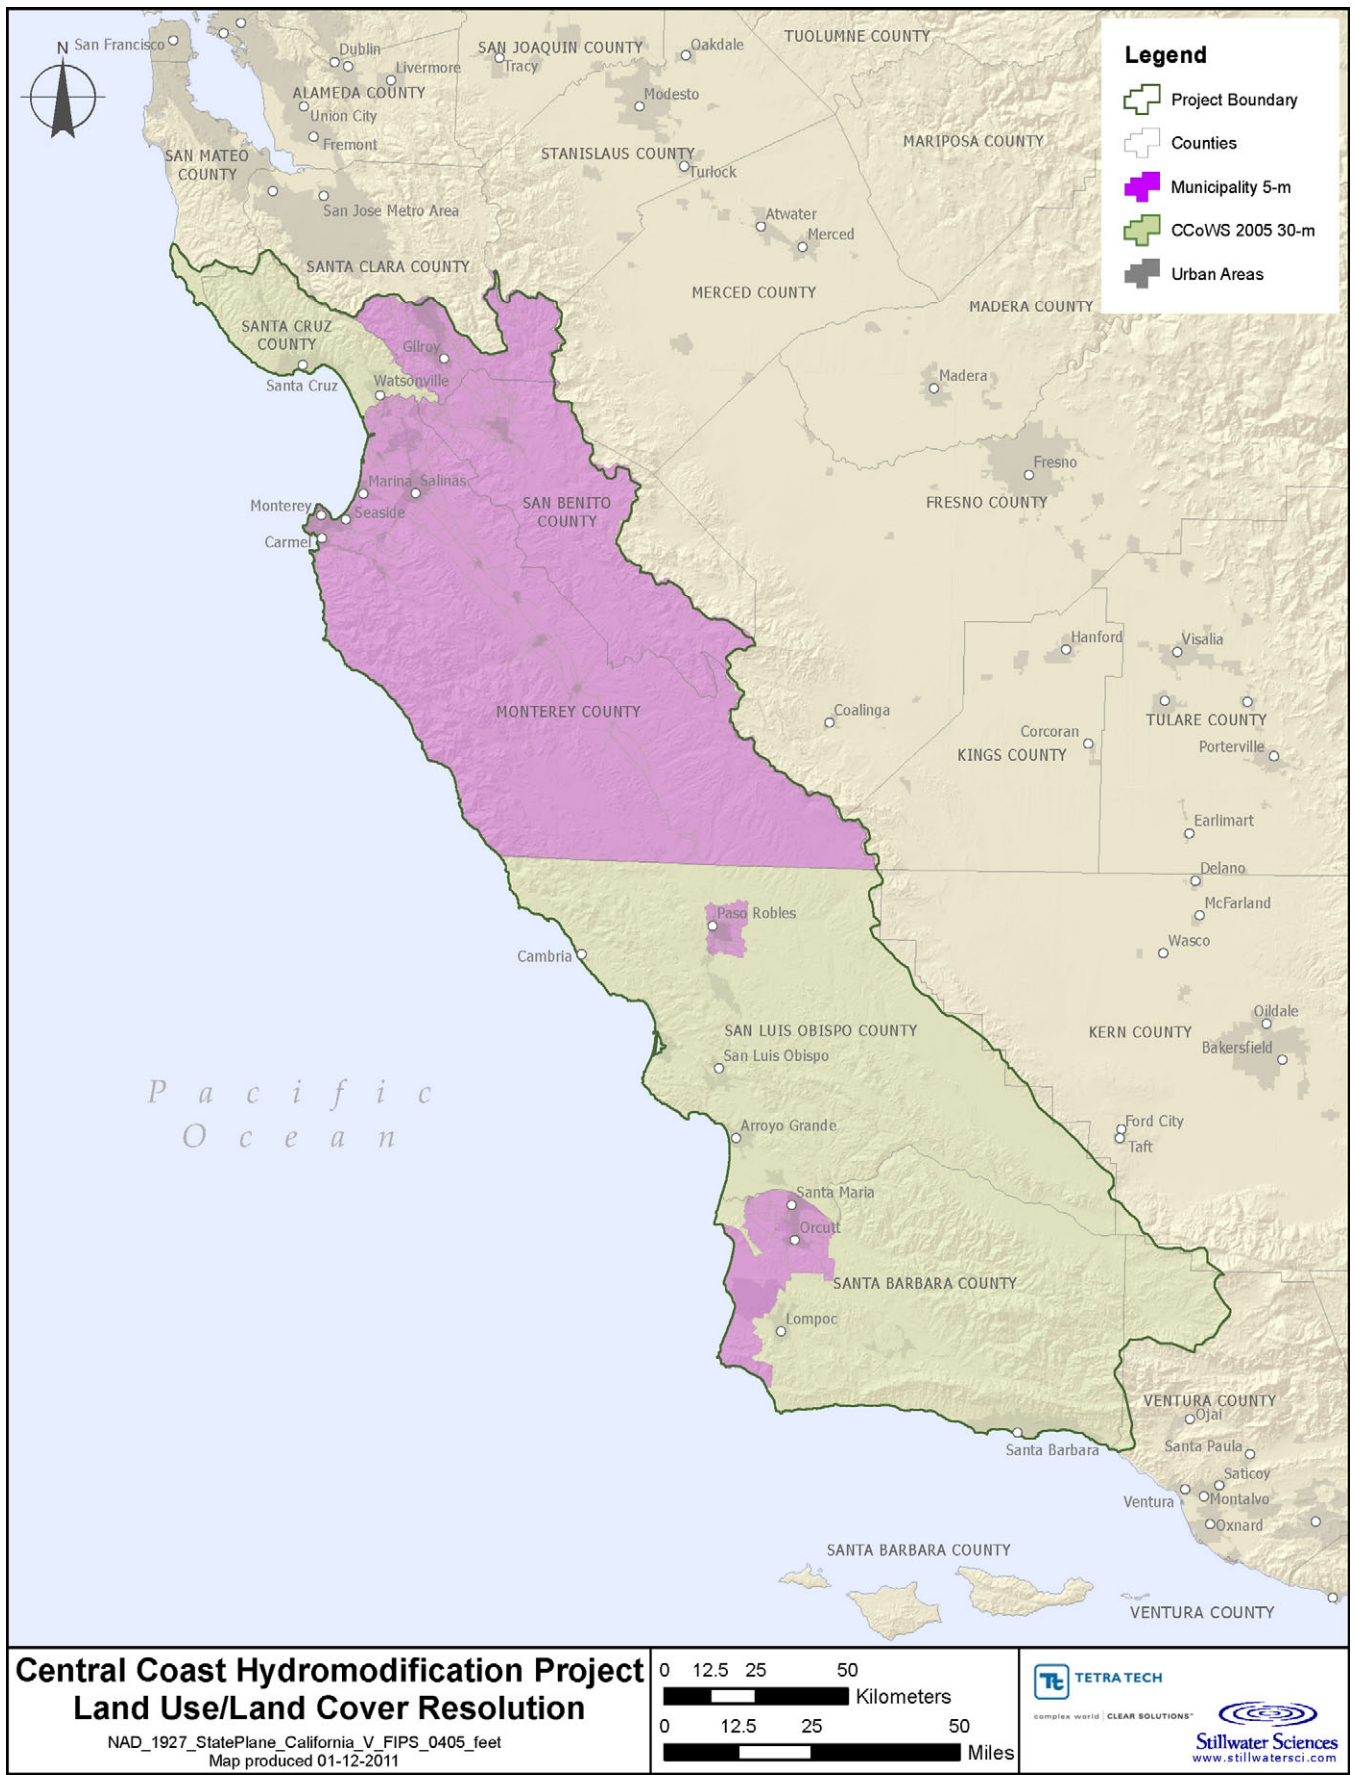 N
San Francisco
Dublin
Livermore
ALAMEDA COUNTY
Union City
Fremont
SAN MATEO
COUNTY
San Jose Metro Area
SANTA CLARA COUNTY
SAN JOAQUIN COUNTY
Tracy
Oakdale
Modesto
STANISLAUS COUNTY
Turlock
TUOLUMNE COUNTY
MARIPOSA COUNTY
Atwater
Merced
MERCED COUNTY
MADERA COUNTY
Legend
Project Boundary
Counties
Municipality 5-m
CCoWS 2005 30-m
Urban Areas
SANTA CRUZ
COUNTY
Gilroy
Santa Cruz
Watsonville
Madera
Fresno
FRESNO COUNTY
Marina
Salinas
Monterey
Seaside
Carmel
SAN BENITO
COUNTY
Hanford
Visalia
MONTEREY COUNTY
Coalinga
TULARE COUNTY
Corcoran
KINGS COUNTY
Porterville
Earlimart
Delano
McFarland
Wasco
Paso Robles
Cambria
SAN LUIS OBISPO COUNTY
San Luis Obispo
KERN COUNTY
Oildale
Bakersfield
Pacific
Ocean
Arroyo Grande
Ford City
Taft
Santa Maria
Orcutt
SANTA BARBARA COUNTY
Lompoc
VENTURA COUNTY
Ojai
Santa Barbara
Santa Paula
Saticoy
Ventura
Montalvo
Oxnard
SANTA BARBARA COUNTY
VENTURA COUNTY
Central Coast Hydromodification Project
Land Use/Land Cover Resolution
NAD_1927_StatePlane_California_V_FIPS_0405_feet
Map produced 01-12-2011
0 12.5 25 50
Kilometers
0 12.5 25 50
Miles
Tt TETRA TECH
complex world | CLEAR SOLUTIONS™
Stillwater Sciences
www.stillwatersci.com